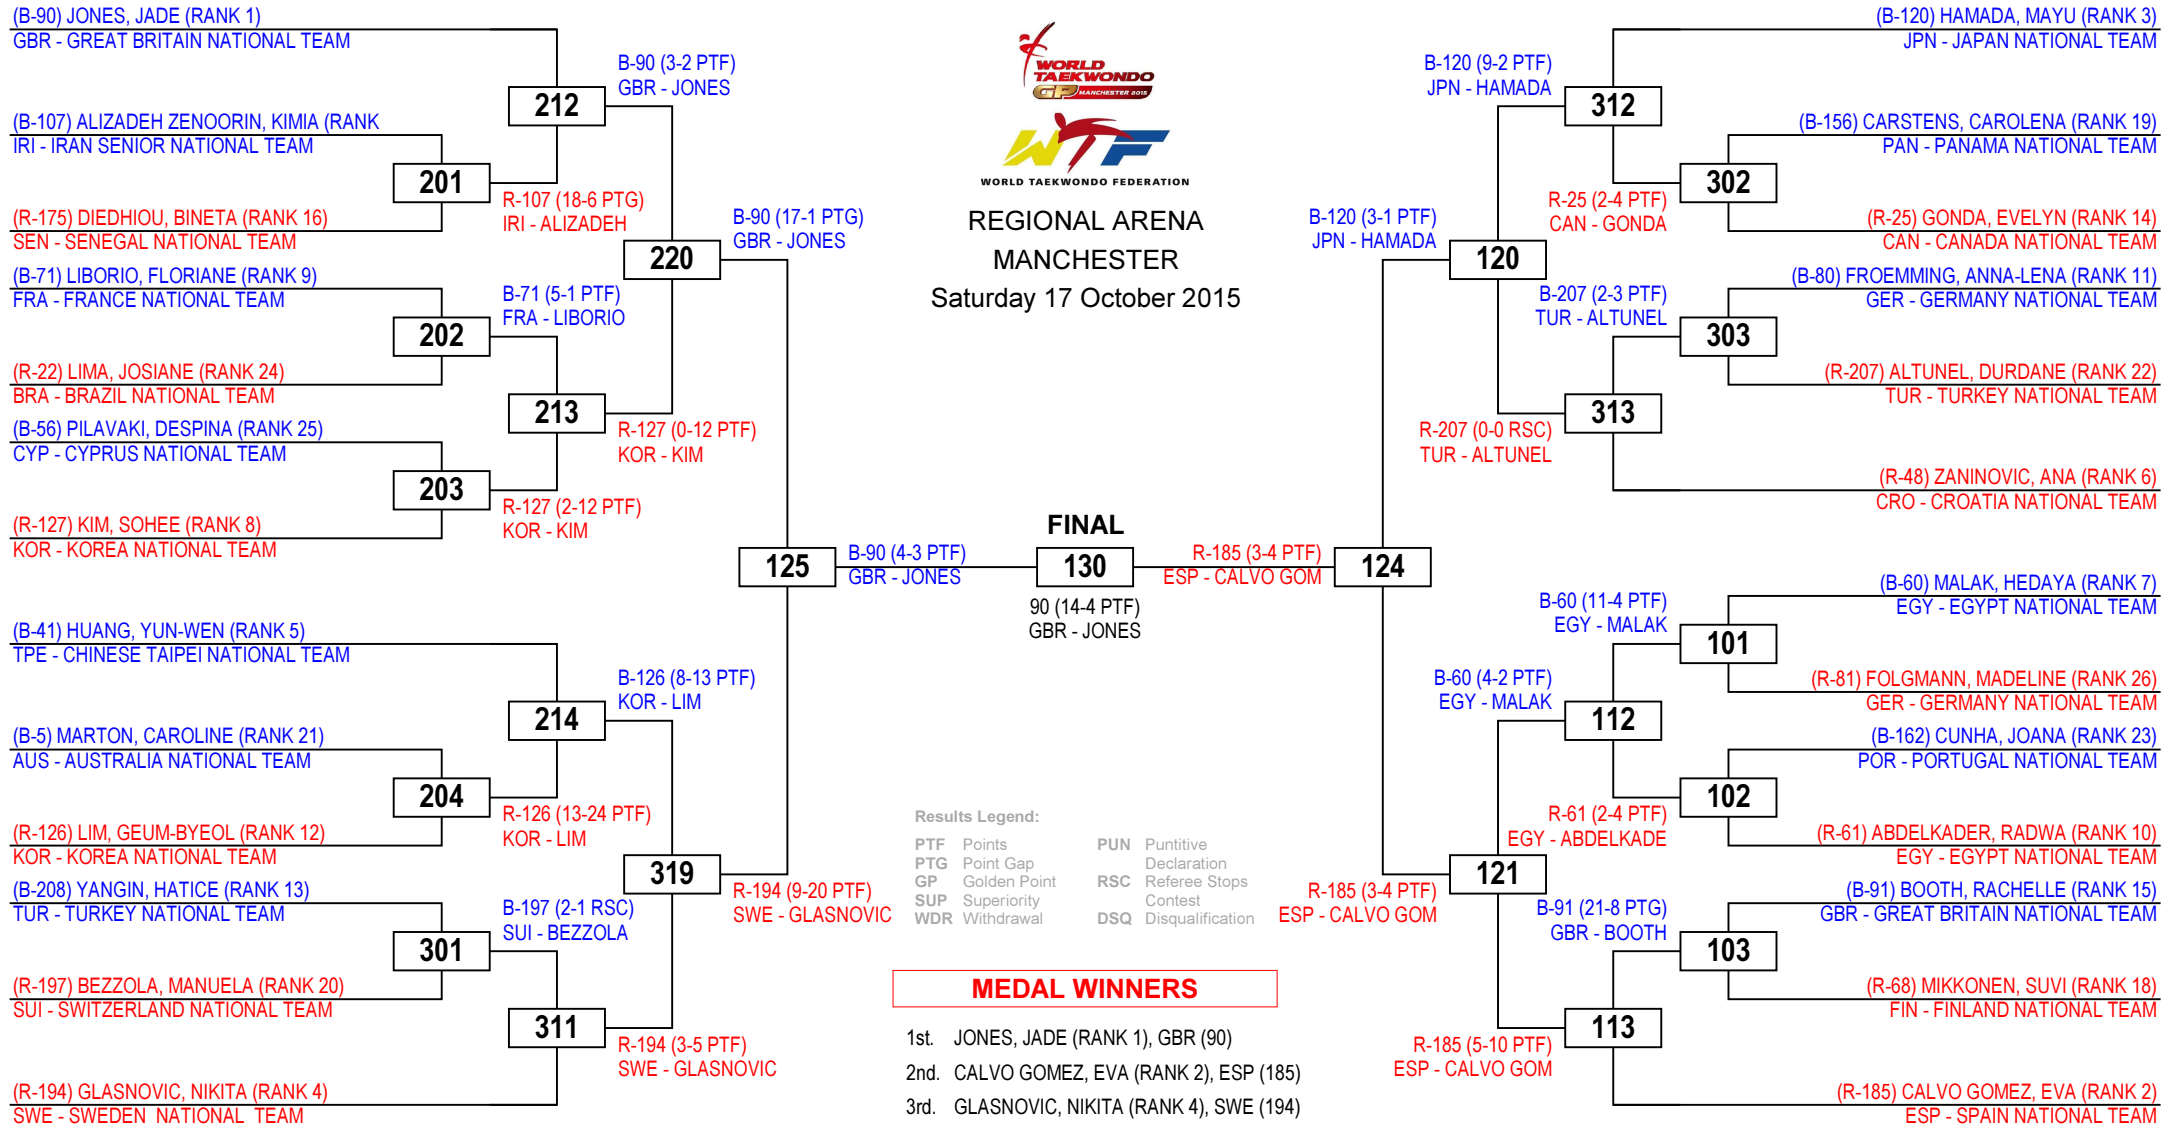 (B-90) JONES, JADE (RANK 1)
GBR - GREAT BRITAIN NATIONAL TEAM
(B-107) ALIZADEH ZENOORIN, KIMIA (RANK
IRI - IRAN SENIOR NATIONAL TEAM
(R-175) DIEDHIOU, BINETA (RANK 16)
SEN - SENEGAL NATIONAL TEAM
(B-71) LIBORIO, FLORIANE (RANK 9)
FRA - FRANCE NATIONAL TEAM
(R-22) LIMA, JOSIANE (RANK 24)
BRA - BRAZIL NATIONAL TEAM
(B-56) PILAVAKI, DESPINA (RANK 25)
CYP - CYPRUS NATIONAL TEAM
(R-127) KIM, SOHEE (RANK 8)
KOR - KOREA NATIONAL TEAM
(B-41) HUANG, YUN-WEN (RANK 5)
TPE - CHINESE TAIPEI NATIONAL TEAM
(B-5) MARTON, CAROLINE (RANK 21)
AUS - AUSTRALIA NATIONAL TEAM
(R-126) LIM, GEUM-BYEOL (RANK 12)
KOR - KOREA NATIONAL TEAM
(B-208) YANGIN, HATICE (RANK 13)
TUR - TURKEY NATIONAL TEAM
(R-197) BEZZOLA, MANUELA (RANK 20)
SUI - SWITZERLAND NATIONAL TEAM
(R-194) GLASNOVIC, NIKITA (RANK 4)
SWE - SWEDEN NATIONAL TEAM
201
202
203
204
301
R-107 (18-6 PTG)
IRI - ALIZADEH
B-71 (5-1 PTF)
FRA - LIBORIO
R-127 (2-12 PTF)
KOR - KIM
R-126 (13-24 PTF)
KOR - LIM
B-197 (2-1 RSC)
SUI - BEZZOLA
212
213
214
311
B-90 (3-2 PTF)
GBR - JONES
R-127 (0-12 PTF)
KOR - KIM
B-126 (8-13 PTF)
KOR - LIM
R-194 (3-5 PTF)
SWE - GLASNOVIC
220
319
B-90 (17-1 PTG)
GBR - JONES
R-194 (9-20 PTF)
SWE - GLASNOVIC
125
B-90 (4-3 PTF)
GBR - JONES
WORLD
TAEKWONDO
GP MANCHESTER 2015
WTF
WORLD TAEKWONDO FEDERATION
REGIONAL ARENA
MANCHESTER
Saturday 17 October 2015
FINAL
130
90 (14-4 PTF)
GBR - JONES
Results Legend:
PTF Points
PTG Point Gap
GP Golden Point
SUP Superiority
WDR Withdrawal
PUN Puntitive
Declaration
RSC Referee Stops
Contest
DSQ Disqualification
MEDAL WINNERS
1st. JONES, JADE (RANK 1), GBR (90)
2nd. CALVO GOMEZ, EVA (RANK 2), ESP (185)
3rd. GLASNOVIC, NIKITA (RANK 4), SWE (194)
R-185 (3-4 PTF)
ESP - CALVO GOM
124
B-120 (3-1 PTF)
JPN - HAMADA
R-185 (3-4 PTF)
ESP - CALVO GOM
120
121
B-120 (9-2 PTF)
JPN - HAMADA
R-207 (0-0 RSC)
TUR - ALTUNEL
B-60 (4-2 PTF)
EGY - MALAK
R-185 (5-10 PTF)
ESP - CALVO GOM
312
313
112
113
R-25 (2-4 PTF)
CAN - GONDA
B-207 (2-3 PTF)
TUR - ALTUNEL
B-60 (11-4 PTF)
EGY - MALAK
R-61 (2-4 PTF)
EGY - ABDELKADE
B-91 (21-8 PTG)
GBR - BOOTH
302
303
101
102
103
(B-120) HAMADA, MAYU (RANK 3)
JPN - JAPAN NATIONAL TEAM
(B-156) CARSTENS, CAROLENA (RANK 19)
PAN - PANAMA NATIONAL TEAM
(R-25) GONDA, EVELYN (RANK 14)
CAN - CANADA NATIONAL TEAM
(B-80) FROEMMING, ANNA-LENA (RANK 11)
GER - GERMANY NATIONAL TEAM
(R-207) ALTUNEL, DURDANE (RANK 22)
TUR - TURKEY NATIONAL TEAM
(R-48) ZANINOVIC, ANA (RANK 6)
CRO - CROATIA NATIONAL TEAM
(B-60) MALAK, HEDAYA (RANK 7)
EGY - EGYPT NATIONAL TEAM
(R-81) FOLGMANN, MADELINE (RANK 26)
GER - GERMANY NATIONAL TEAM
(B-162) CUNHA, JOANA (RANK 23)
POR - PORTUGAL NATIONAL TEAM
(R-61) ABDELKADER, RADWA (RANK 10)
EGY - EGYPT NATIONAL TEAM
(B-91) BOOTH, RACHELLE (RANK 15)
GBR - GREAT BRITAIN NATIONAL TEAM
(R-68) MIKKONEN, SUVI (RANK 18)
FIN - FINLAND NATIONAL TEAM
(R-185) CALVO GOMEZ, EVA (RANK 2)
ESP - SPAIN NATIONAL TEAM